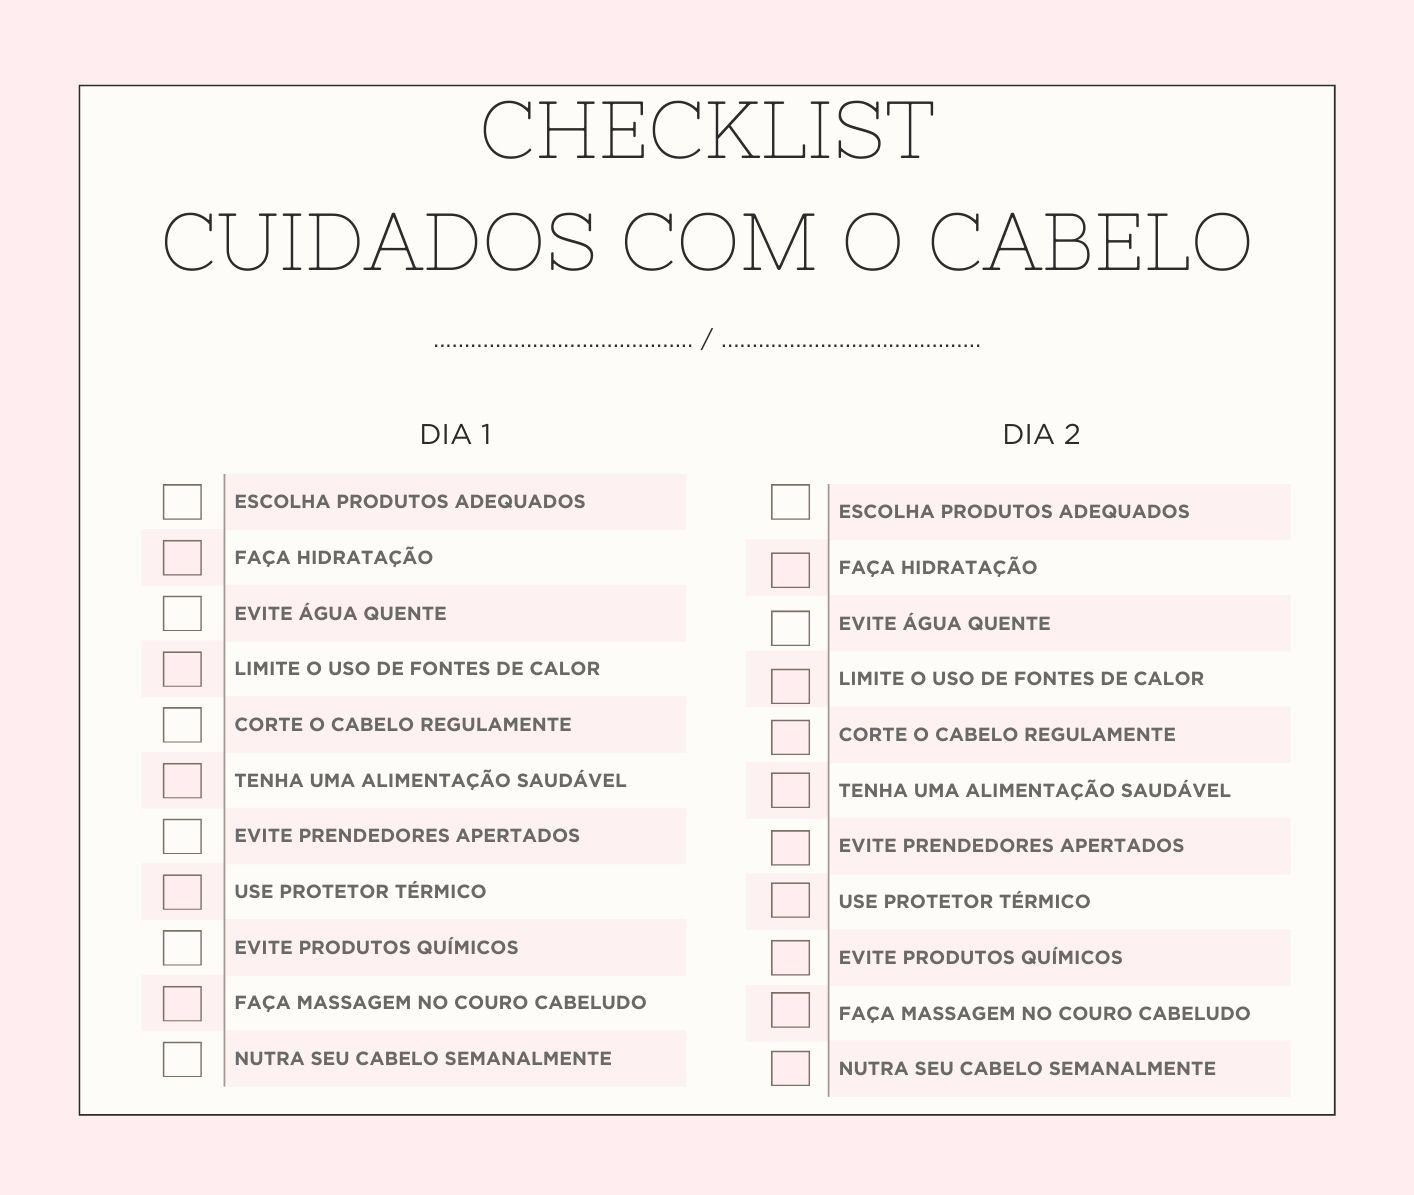 CHECKLIST
CUIDADOS COM O CABELO
.......................................... / ..........................................
DIA 1
ESCOLHA PRODUTOS ADEQUADOS
FAÇA HIDRATAÇÃO
EVITE ÁGUA QUENTE
LIMITE O USO DE FONTES DE CALOR
CORTE O CABELO REGULAMENTE
TENHA UMA ALIMENTAÇÃO SAUDÁVEL
EVITE PRENDEDORES APERTADOS
USE PROTETOR TÉRMICO
EVITE PRODUTOS QUÍMICOS
FAÇA MASSAGEM NO COURO CABELUDO
NUTRA SEU CABELO SEMANALMENTE
DIA 2
ESCOLHA PRODUTOS ADEQUADOS
FAÇA HIDRATAÇÃO
EVITE ÁGUA QUENTE
LIMITE O USO DE FONTES DE CALOR
CORTE O CABELO REGULAMENTE
TENHA UMA ALIMENTAÇÃO SAUDÁVEL
EVITE PRENDEDORES APERTADOS
USE PROTETOR TÉRMICO
EVITE PRODUTOS QUÍMICOS
FAÇA MASSAGEM NO COURO CABELUDO
NUTRA SEU CABELO SEMANALMENTE